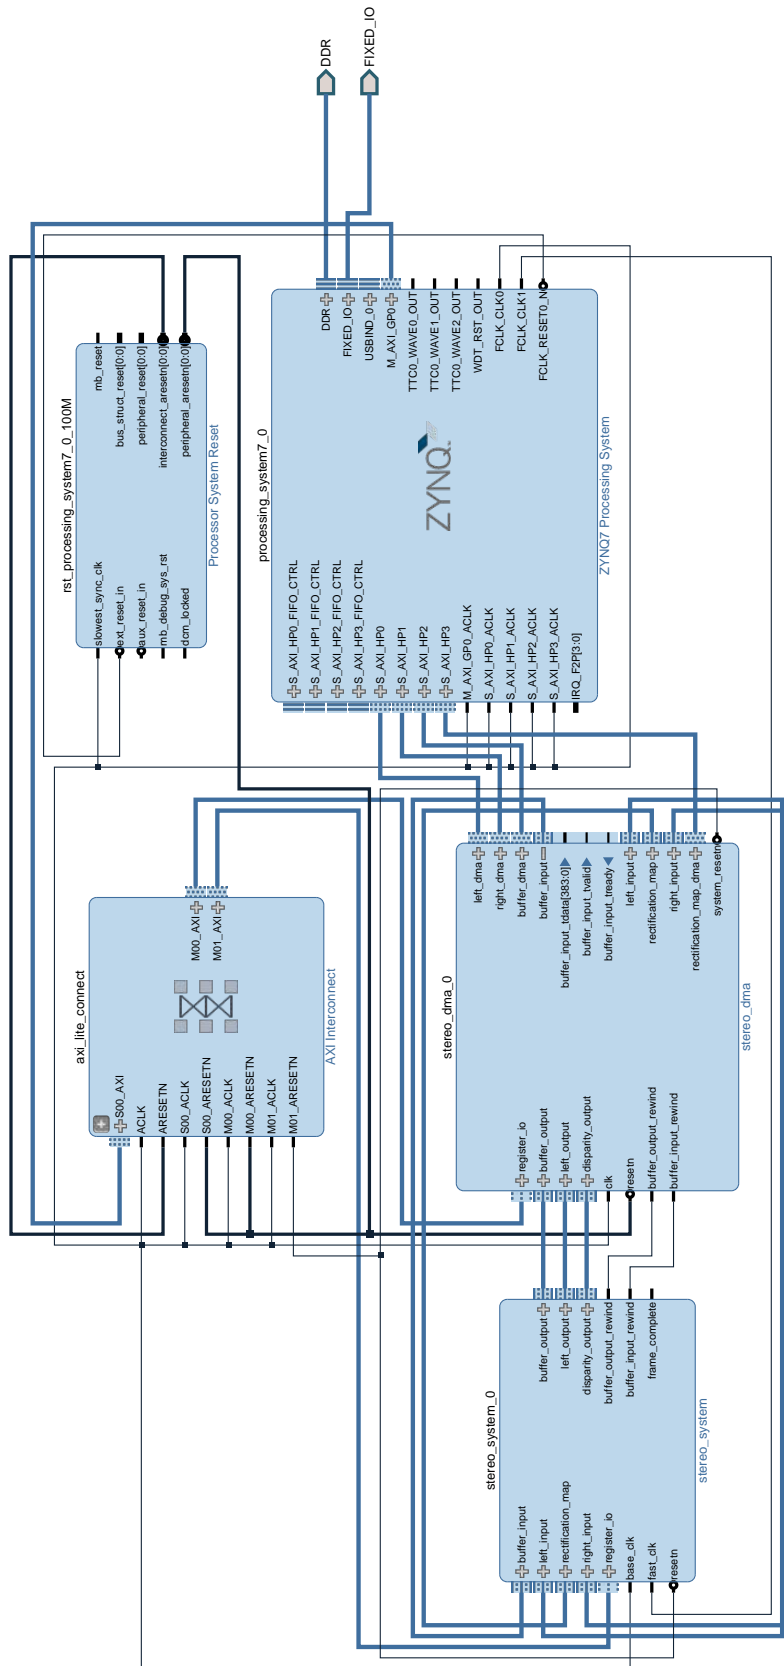 DDR
FIXED_IO
rst_processing_system7_0_100M
slowest_sync_clk
ext_reset_in
aux_reset_in
mb_debug_sys_rst
dcm_locked
mb_reset
bus_struct_reset[0:0]
peripheral_reset[0:0]
interconnect_aresetn[0:0]
peripheral_aresetn[0:0]
Processor System Reset
processing_system7_0
S_AXI_HP0_FIFO_CTRL
S_AXI_HP1_FIFO_CTRL
S_AXI_HP2_FIFO_CTRL
S_AXI_HP3_FIFO_CTRL
S_AXI_HP0
S_AXI_HP1
S_AXI_HP2
S_AXI_HP3
M_AXI_GP0_ACLK
S_AXI_HP0_ACLK
S_AXI_HP1_ACLK
S_AXI_HP2_ACLK
S_AXI_HP3_ACLK
IRQ_F2P[3:0]
ZYNQ
DDR
FIXED_IO
USBIND_0
M_AXI_GP0
TTC0_WAVE0_OUT
TTC0_WAVE1_OUT
TTC0_WAVE2_OUT
WDT_RST_OUT
FCLK_CLK0
FCLK_CLK1
FCLK_RESET0_N
ZYNQ7 Processing System
axi_lite_connect
S00_AXI
ACLK
ARESETN
S00_ACLK
S00_ARESETN
M00_ACLK
M00_ARESETN
M01_ACLK
M01_ARESETN
M00_AXI
M01_AXI
AXI Interconnect
stereo_dma_0
register_io
buffer_output
left_output
disparity_output
clk
resetn
buffer_output_rewind
buffer_input_rewind
left_dma
right_dma
buffer_dma
buffer_input
buffer_input_tdata[383:0]
buffer_input_tvalid
buffer_input_tready
left_input
rectification_map
right_input
rectification_map_dma
system_resetn
stereo_dma
stereo_system_0
buffer_input
left_input
rectification_map
right_input
register_io
base_clk
fast_clk
resetn
buffer_output
left_output
disparity_output
buffer_output_rewind
buffer_input_rewind
frame_complete
stereo_system